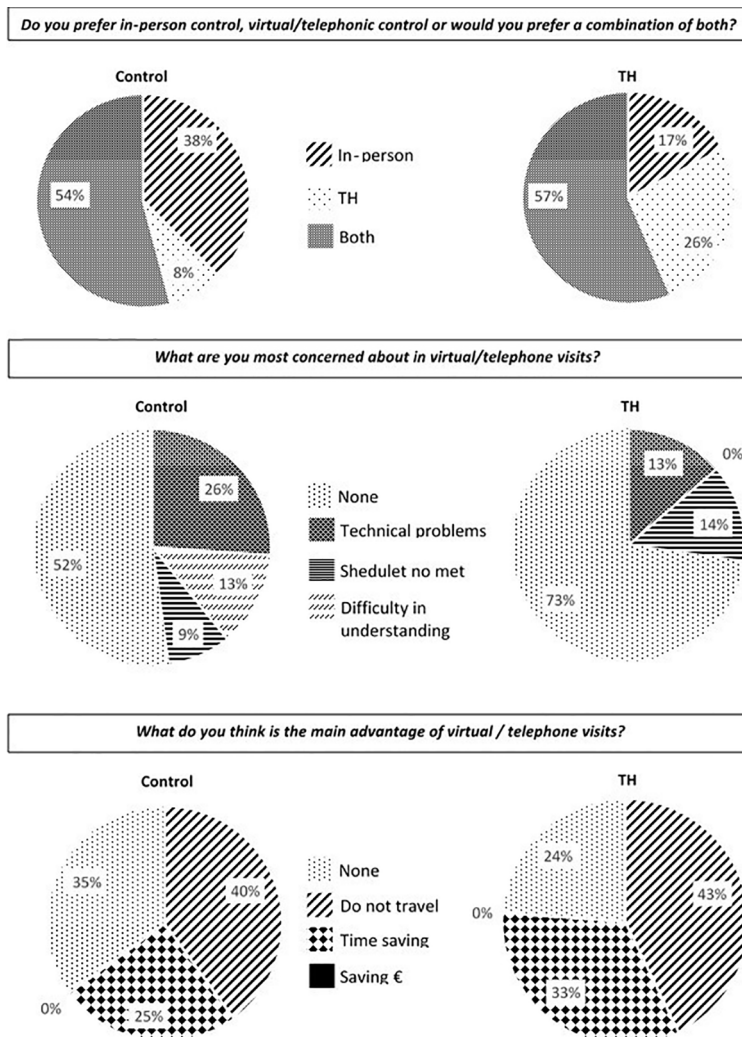 Do you prefer in-person control, virtual/telephonic control or would you prefer a combination of both?
Control
TH
38%
54%
8%
In-person
TH
Both
17%
57%
26%
What are you most concerned about in virtual/telephone visits?
Control
TH
26%
52%
13%
9%
None
Technical problems
Shedulet no met
Difficulty in
understanding
13%
0%
14%
73%
What do you think is the main advantage of virtual / telephone visits?
Control
TH
35%
40%
0%
25%
None
Do not travel
Time saving
Saving €
24%
43%
0%
33%